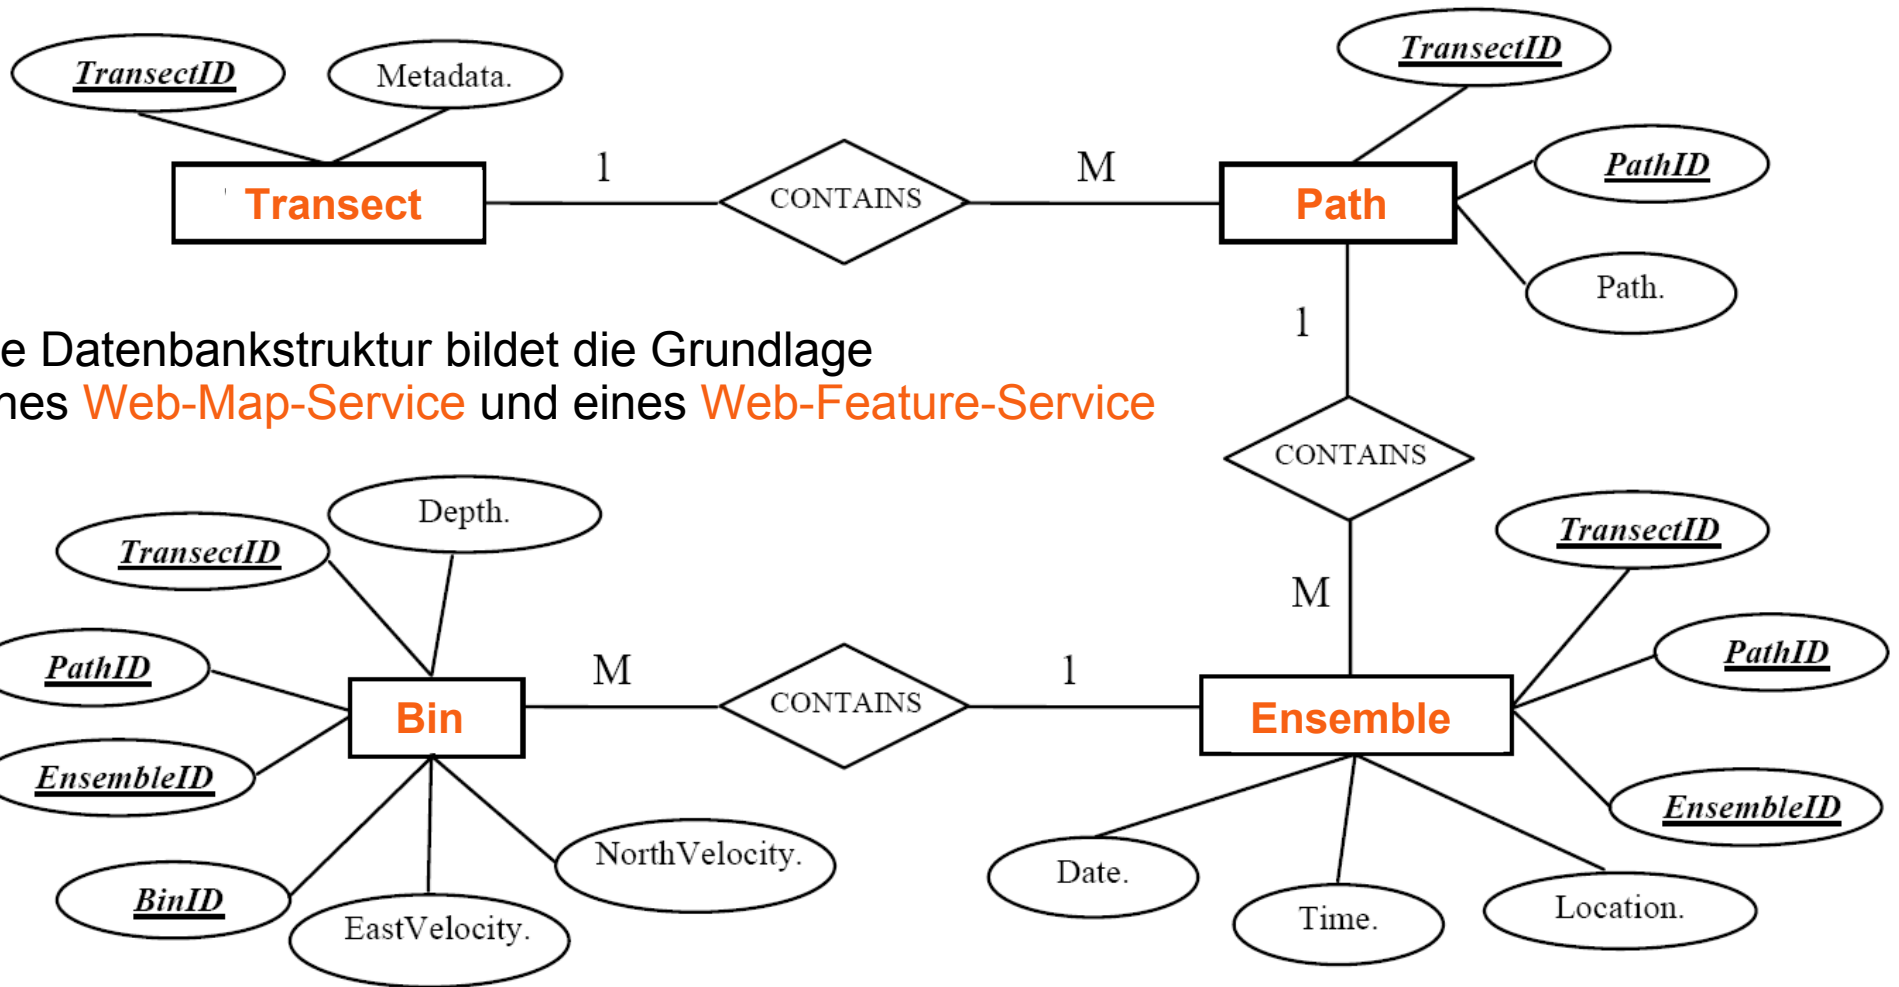 TransectID
Metadata.
Transect
1
CONTAINS
M
TransectID
PathID
Path
Path.
1
e Datenbankstruktur bildet die Grundlage
nes Web-Map-Service und eines Web-Feature-Service
CONTAINS
M
Depth.
TransectID
PathID
EnsembleID
BinID
EastVelocity.
NorthVelocity.
Bin
M
CONTAINS
1
Ensemble
TransectID
PathID
EnsembleID
Date.
Time.
Location.